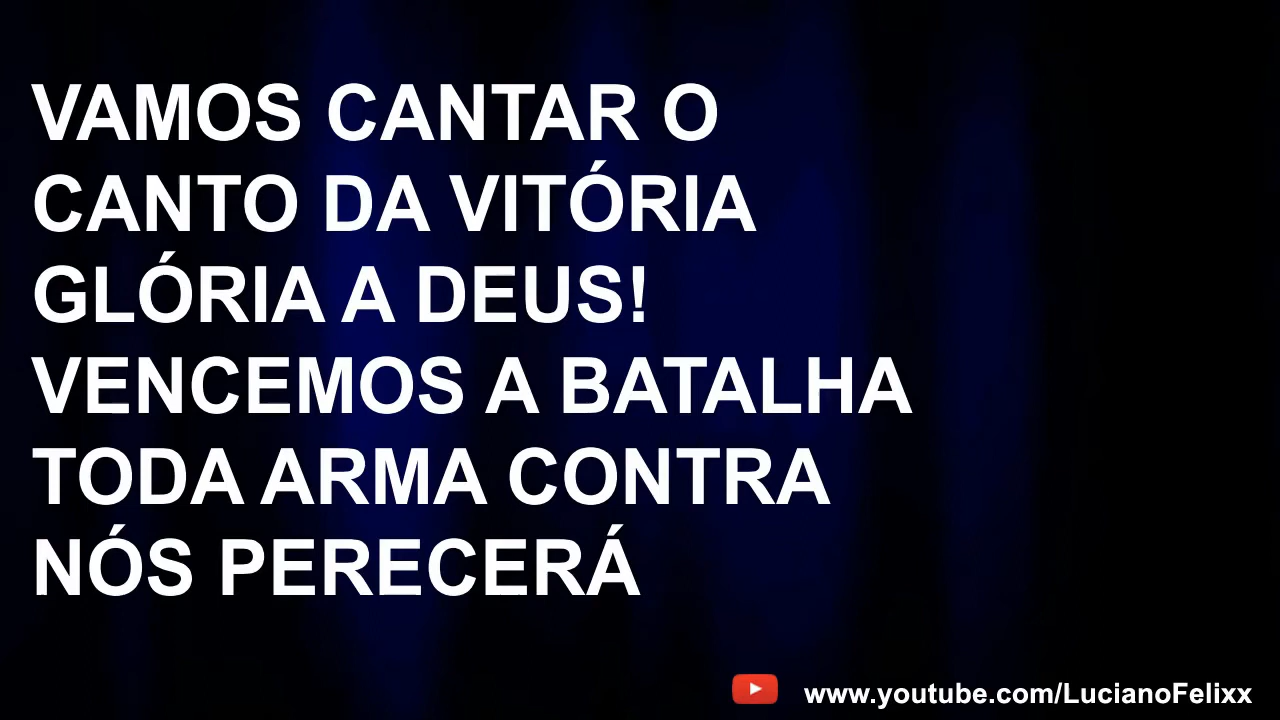 VAMOS CANTAR O
CANTO DA VITÓRIA
GLÓRIA A DEUS!
VENCEMOS A BATALHA
TODA ARMA CONTRA
NÓS PERECERÁ
www.youtube.com/LucianoFelixx